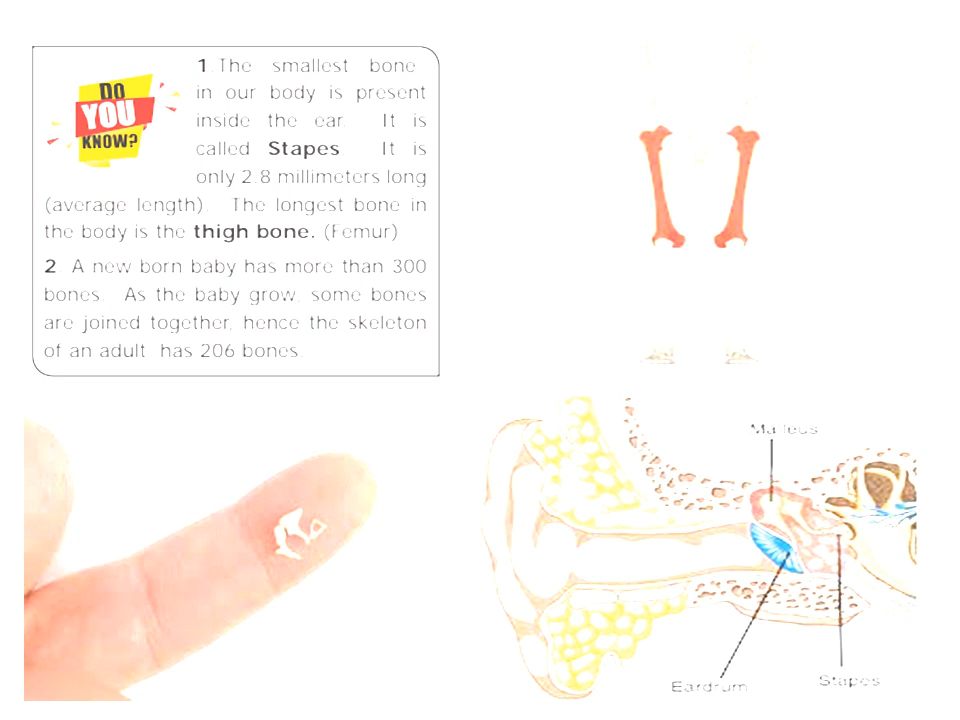 DO
YOU
KNOW?
1.The smallest bone
in our body is present
inside the ear. It is
called Stapes. It is
only 2.8 millimeters long
(average length). The longest bone in
the body is the thigh bone. (Femur)
2. A new born baby has more than 300
bones. As the baby grow, some bones
are joined together, hence the skeleton
of an adult has 206 bones.
Malleus
Eardrum
Stapes